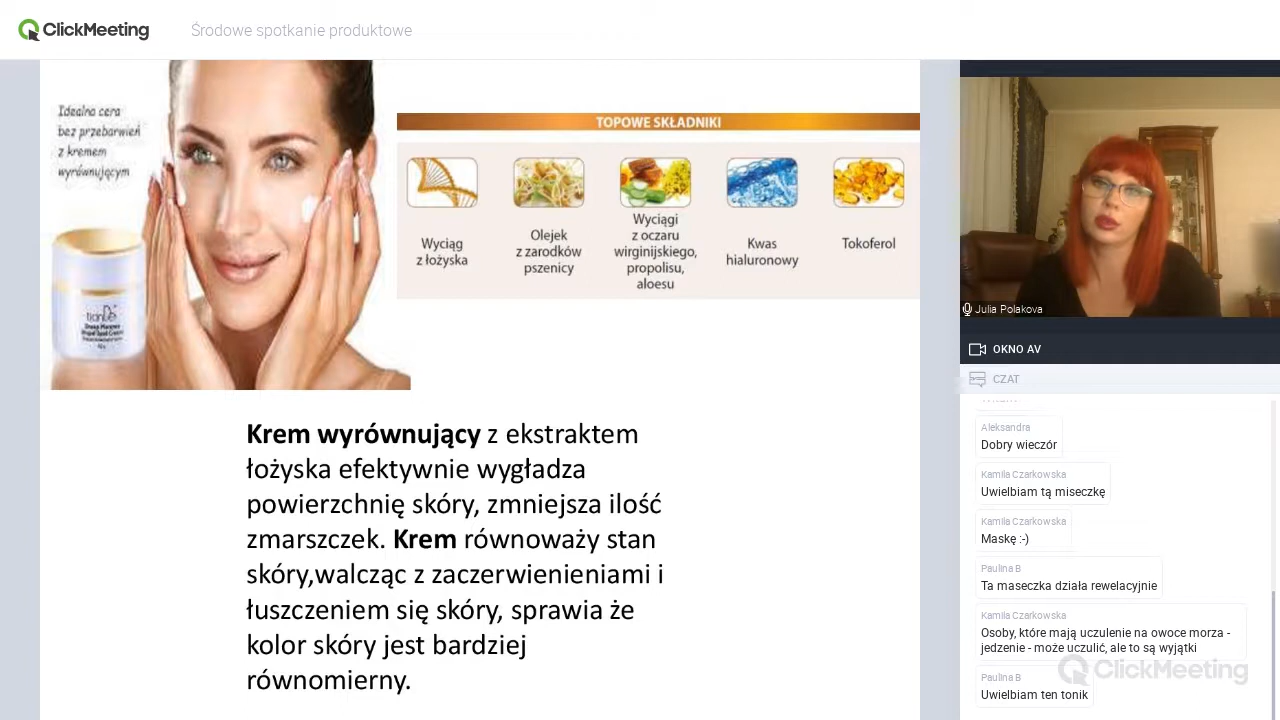 ClickMeeting
Środowe spotkanie produktowe
Idealna cera
bez przebarwień
z kremem
wyrównującym
tianDe
TOPOWE SKŁADNIKI
Wyciąg
z łożyska
Olejek
z zarodków
pszenicy
Wyciągi
z oczaru
wirginijskiego,
propolisu,
aloesu
Kwas
hialuronowy
Tokoferol
Krem wyrównujący z ekstraktem
łożyska efektywnie wygładza
powierzchnię skóry, zmniejsza ilość
zmarszczek. Krem równoważy stan
skóry,walcząc z zaczerwienieniami i
łuszczeniem się skóry, sprawia że
kolor skóry jest bardziej
równomierny.
Julia Polakova
OKNO AV
CZAT
Aleksandra
Dobry wieczór
Kamila Czarkowska
Uwielbiam tą miseczkę
Kamila Czarkowska
Maskę :-)
Paulina B
Ta maseczka działa rewelacyjnie
Kamila Czarkowska
Osoby, które mają uczulenie na owoce morza -
jedzenie - może uczulić, ale to są wyjątki
Paulina B
Uwielbiam ten tonik
ClickMeeting